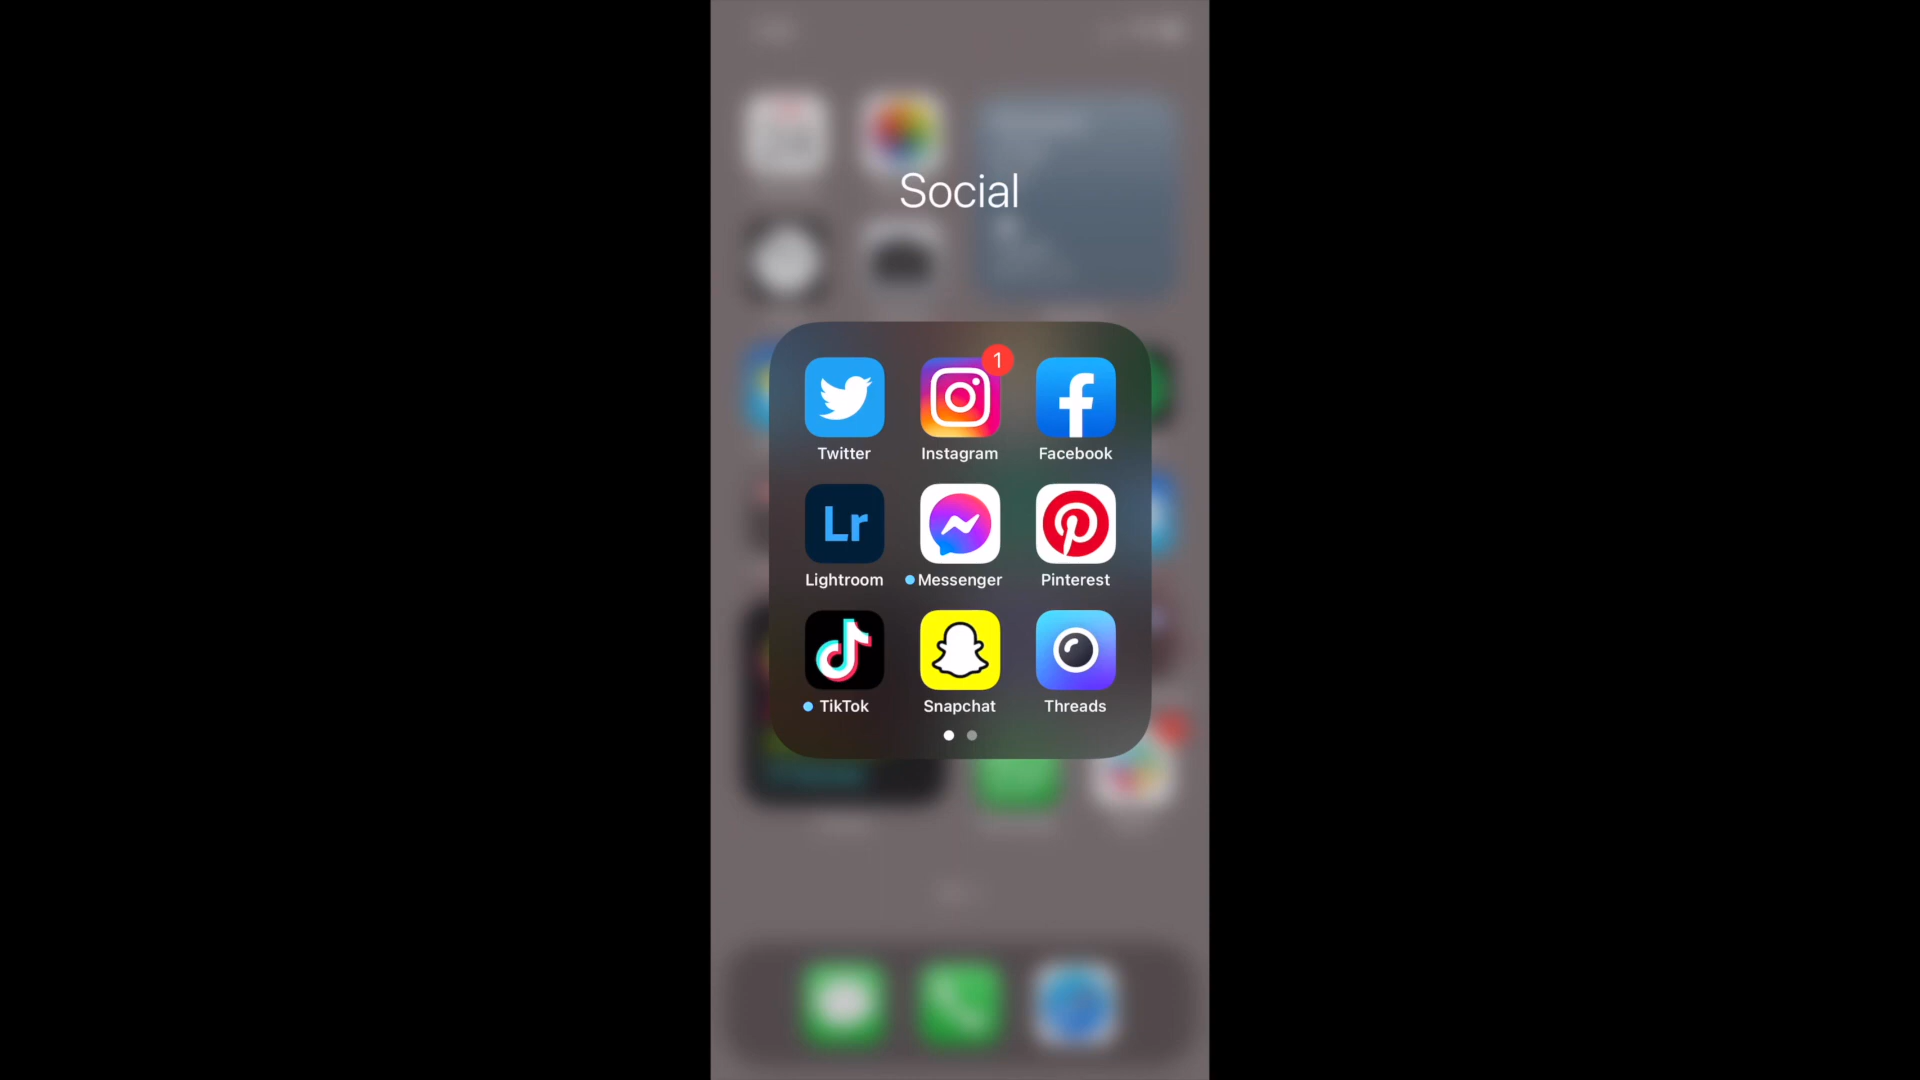 Social
1
Twitter Instagram Facebook
Lr
Lightroom Messenger Pinterest
TikTok Snapchat Threads